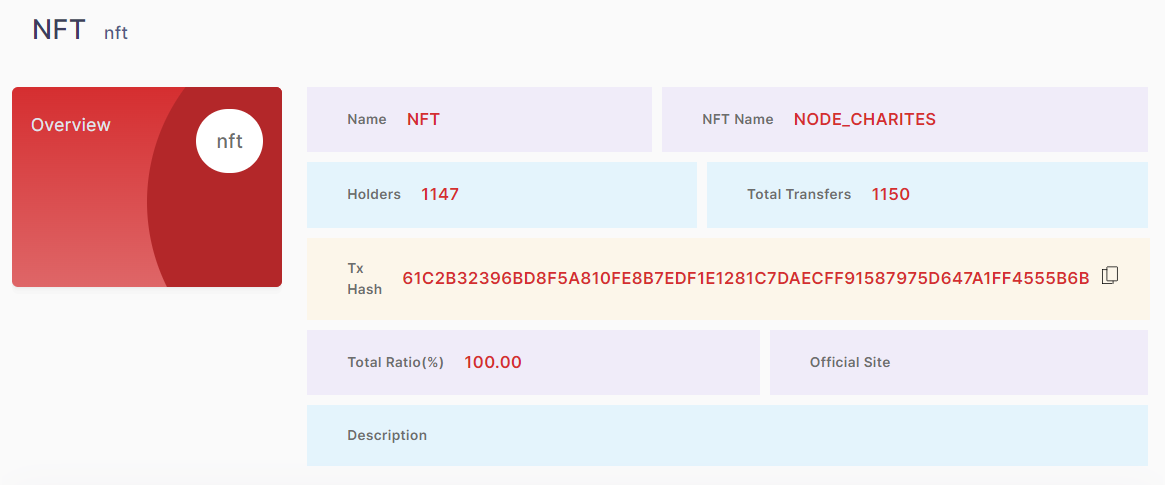 NFT nft
Overview
nft
Name NFT
NFT Name NODE_CHARITES
Holders 1147
Total Transfers 1150
Tx
Hash
61C2B32396BD8F5A810FE8B7EDF1E1281C7DAECFF91587975D647A1FF4555B6B
Total Ratio(%) 100.00
Official Site
Description